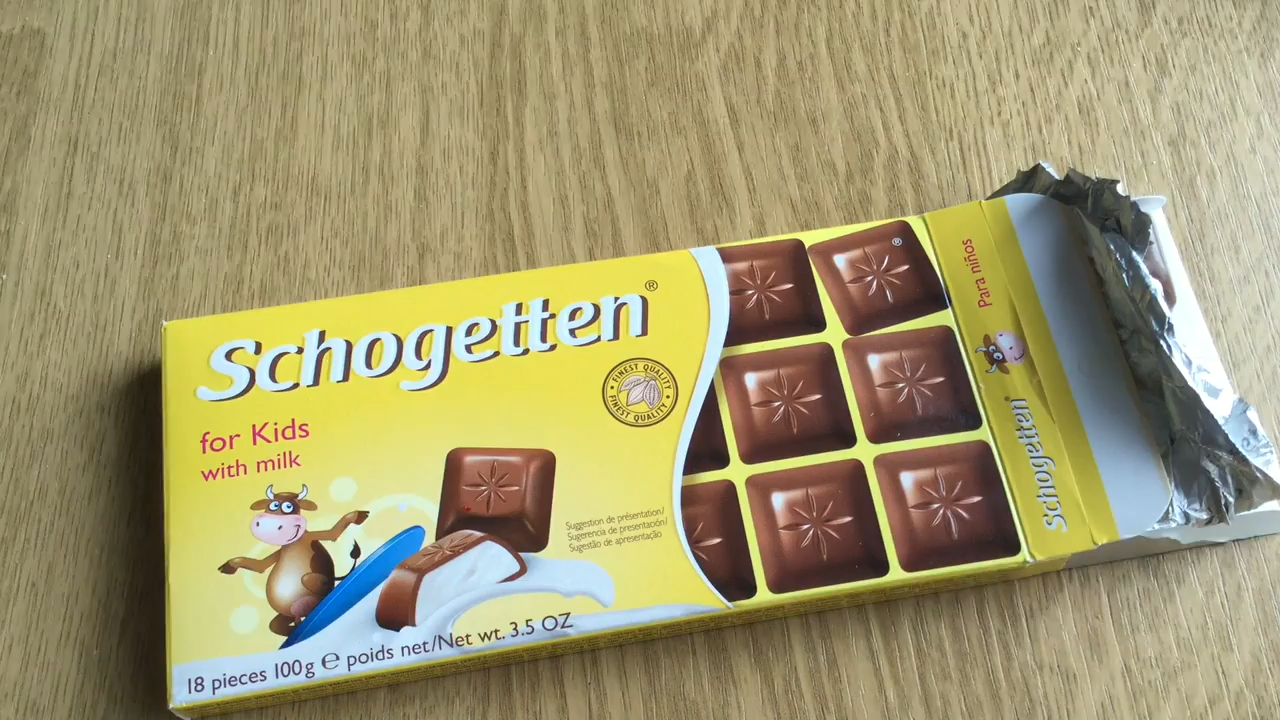 Schogetten®
for Kids
with milk
FINEST QUALITY
FINEST QUALITY
Suggestion de présentation/
Sugerencia de presentación/
Sugestão de apresentação
18 pieces 100g ℮ poids net/Net wt. 3.5 OZ
®
Para niños
Schogetten®